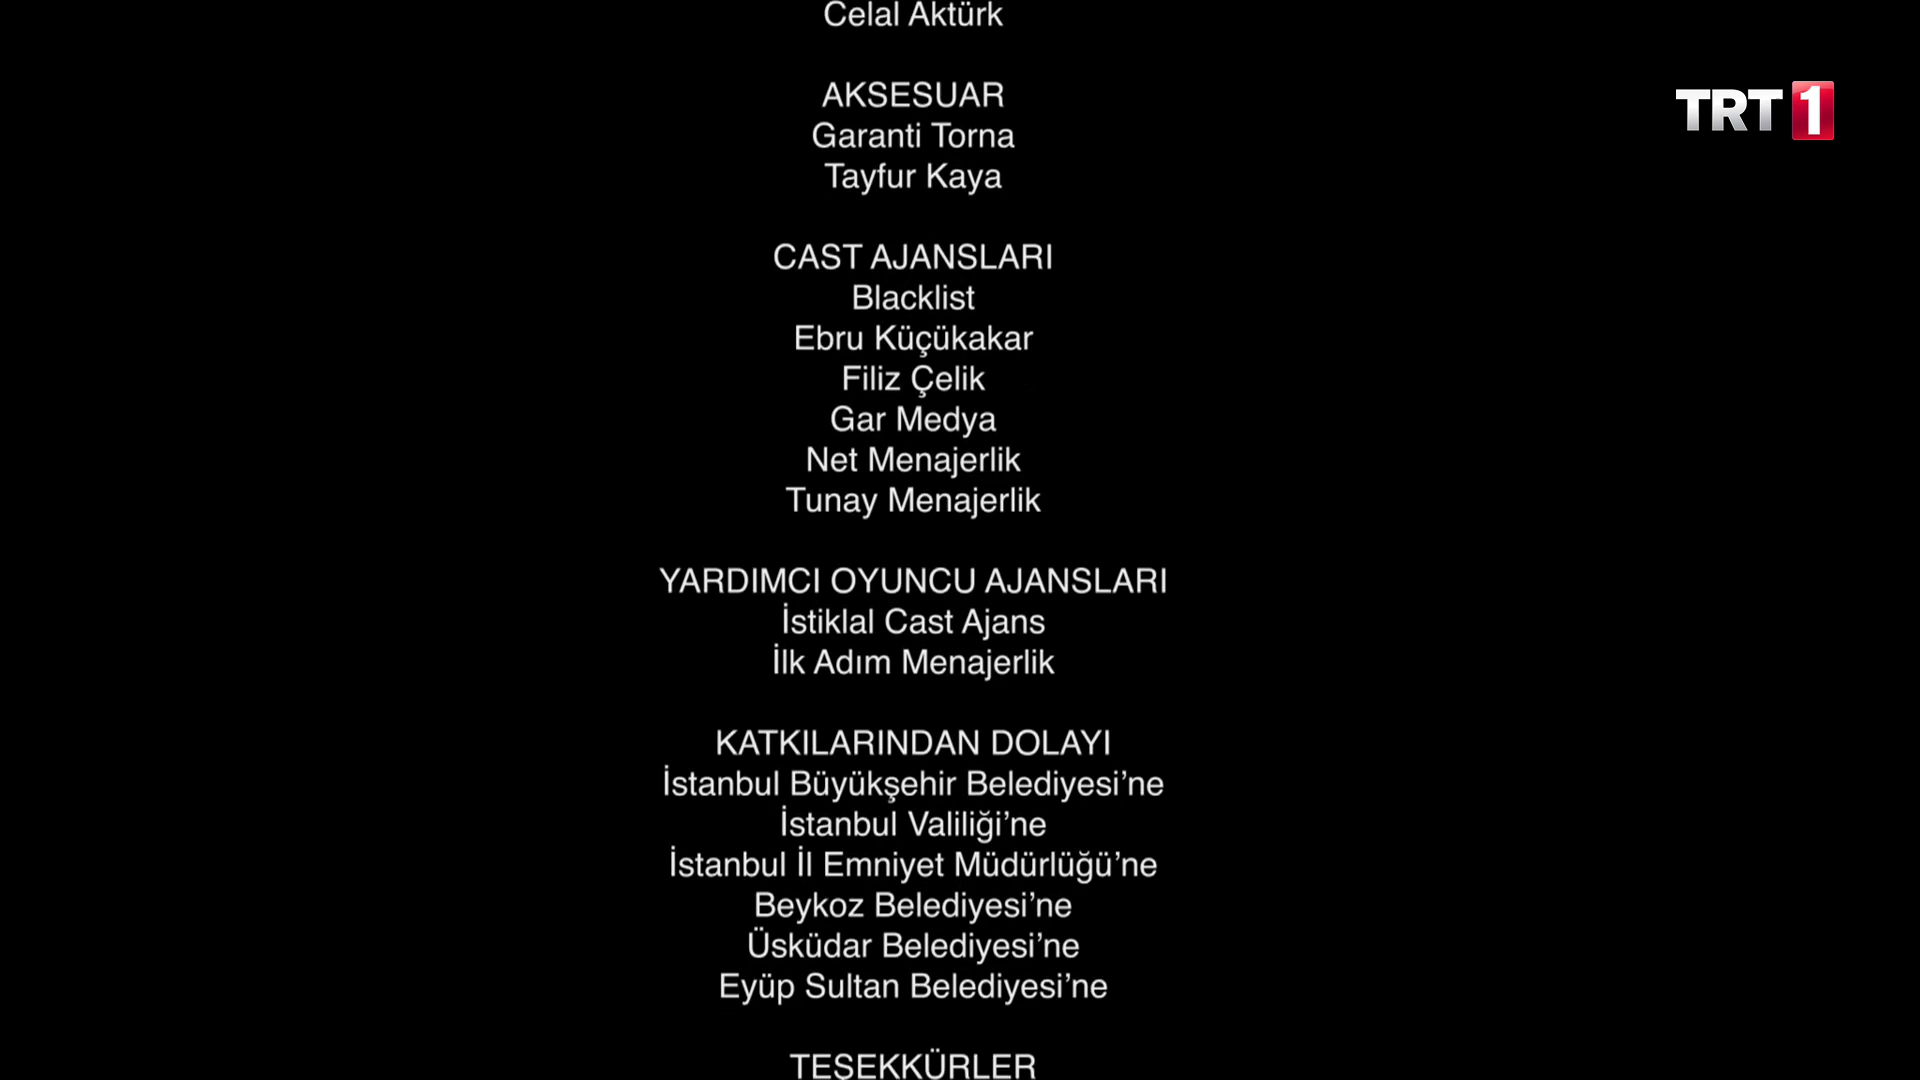 Celal Aktürk
TRT 1
AKSESUAR
Garanti Torna
Tayfur Kaya
CAST AJANSLARI
Blacklist
Ebru Küçükakar
Filiz Çelik
Gar Medya
Net Menajerlik
Tunay Menajerlik
YARDIMCI OYUNCU AJANSLARI
İstiklal Cast Ajans
İlk Adım Menajerlik
KATKILARINDAN DOLAYI
İstanbul Büyükşehir Belediyesi’ne
İstanbul Valiliği’ne
İstanbul İl Emniyet Müdürlüğü’ne
Beykoz Belediyesi’ne
Üsküdar Belediyesi’ne
Eyüp Sultan Belediyesi’ne
TEŞEKKÜRLER